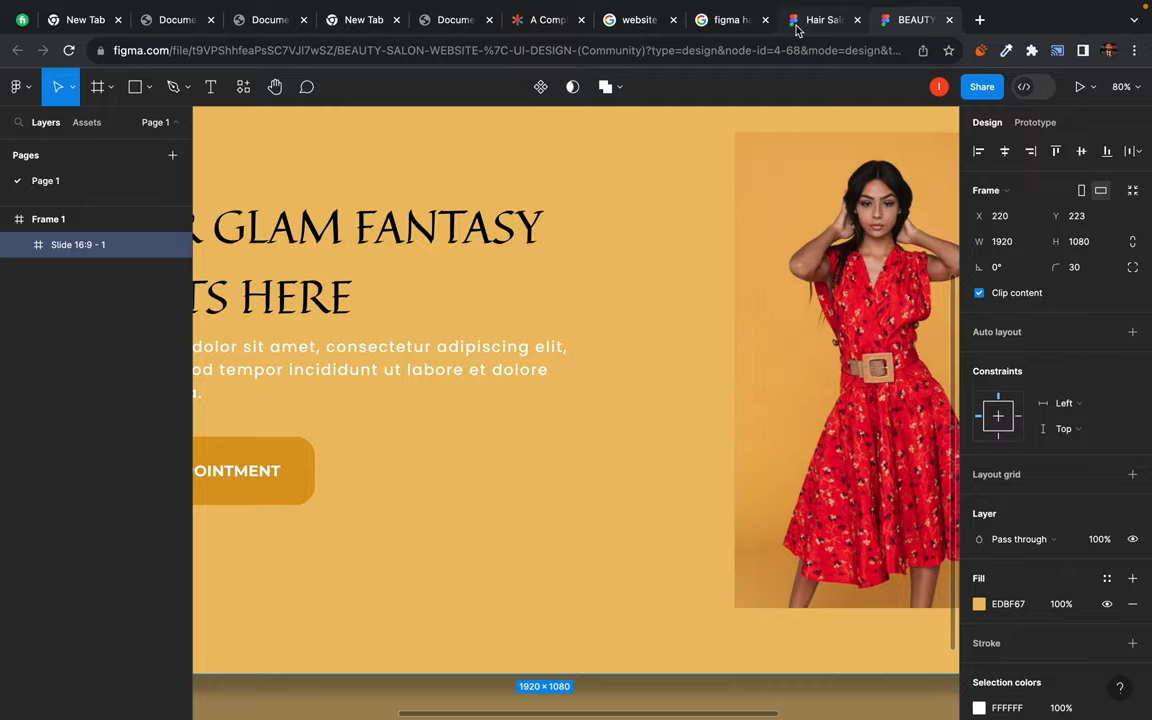 New Tab
Docume
Docume
New Tab
Docume
A Compl
website
figma ha
Hair Sal
BEAUTY
figma.com/file/t9VPShhfeaPsSC7VJl7wSZ/BEAUTY-SALON-WEBSITE-%7C-UI-DESIGN-(Community)?type=design&node-id=4-68&mode=design&t...
I
Share
80%
Layers
Assets
Page 1
Design
Prototype
Pages
Page 1
Frame 1
Slide 16:9 - 1
R GLAM FANTASY
TS HERE
dolor sit amet, consectetur adipiscing elit,
od tempor incididunt ut labore et dolore
a.
POINTMENT
1920 × 1080
Frame
X 220
Y 223
W 1920
H 1080
0°
30
Clip content
Auto layout
Constraints
Left
Top
Layout grid
Layer
Pass through
100%
Fill
EDBF67
100%
Stroke
Selection colors
FFFFFF
100%
?